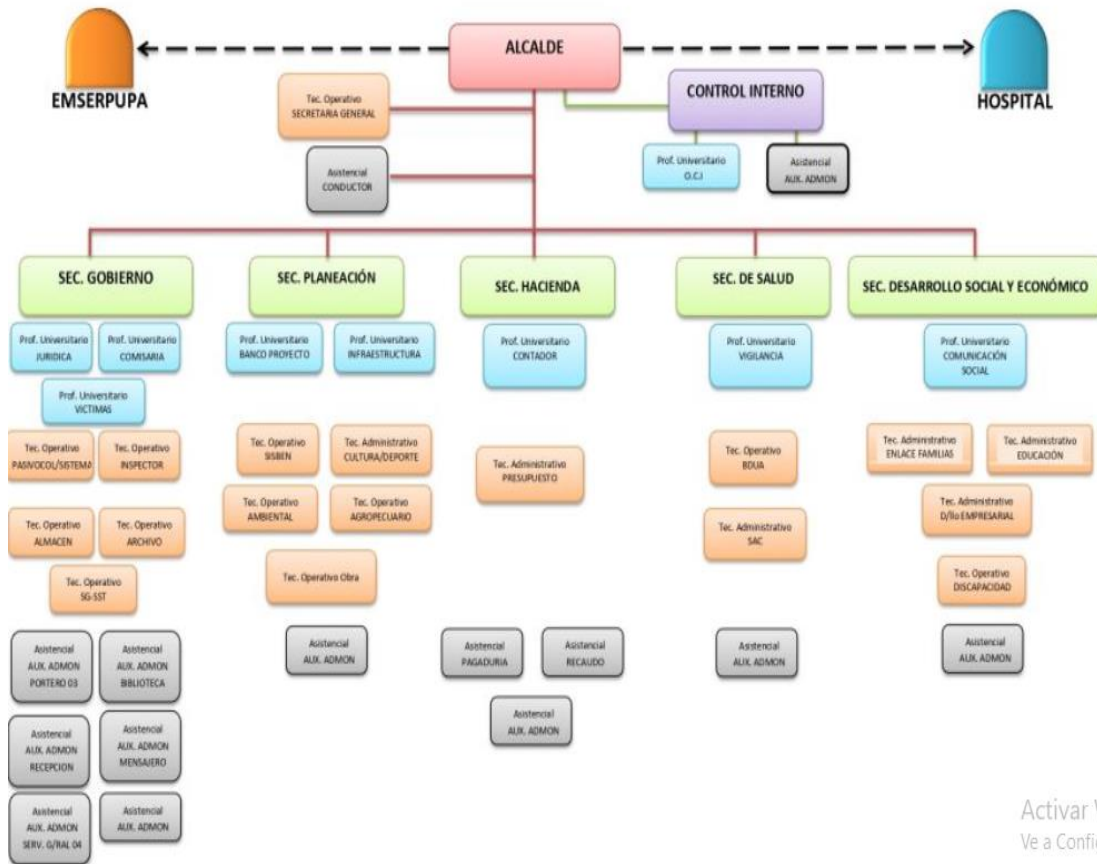 ALCALDE
EMSERPUPA
HOSPITAL
Tec. Operativo
SECRETARIA GENERAL
CONTROL INTERNO
Asistencial
CONDUCTOR
Prof. Universitario
O.C.I
Asistencial
AUX. ADMON
SEC. GOBIERNO
Prof. Universitario
JURIDICA
Prof. Universitario
COMISARIA
Prof. Universitario
VICTIMAS
Tec. Operativo
PASIVOCOL/SISTEMA
Tec. Operativo
INSPECTOR
Tec. Operativo
ALMACEN
Tec. Operativo
ARCHIVO
Tec. Operativo
SG-SST
Asistencial
AUX. ADMON
PORTERO 03
Asistencial
AUX. ADMON
BIBLIOTECA
Asistencial
AUX. ADMON
RECEPCION
Asistencial
AUX. ADMON
MENSAJERO
Asistencial
AUX. ADMON
SERV. G/RAL 04
Asistencial
AUX. ADMON
SEC. PLANEACIÓN
Prof. Universitario
BANCO PROYECTO
Prof. Universitario
INFRAESTRUCTURA
Tec. Operativo
SISBEN
Tec. Administrativo
CULTURA/DEPORTE
Tec. Operativo
AMBIENTAL
Tec. Operativo
AGROPECUARIO
Tec. Operativo Obra
Asistencial
AUX. ADMON
SEC. HACIENDA
Prof. Universitario
CONTADOR
Tec. Administrativo
PRESUPUESTO
Asistencial
PAGADURIA
Asistencial
RECAUDO
Asistencial
AUX. ADMON
SEC. DE SALUD
Prof. Universitario
VIGILANCIA
Tec. Operativo
BDUA
Tec. Administrativo
SAC
Asistencial
AUX. ADMON
SEC. DESARROLLO SOCIAL Y ECONÓMICO
Prof. Universitario
COMUNICACIÓN
SOCIAL
Tec. Administrativo
ENLACE FAMILIAS
Tec. Administrativo
EDUCACIÓN
Tec. Administrativo
D/llo EMPRESARIAL
Tec. Operativo
DISCAPACIDAD
Asistencial
AUX. ADMON
Activar
Ve a